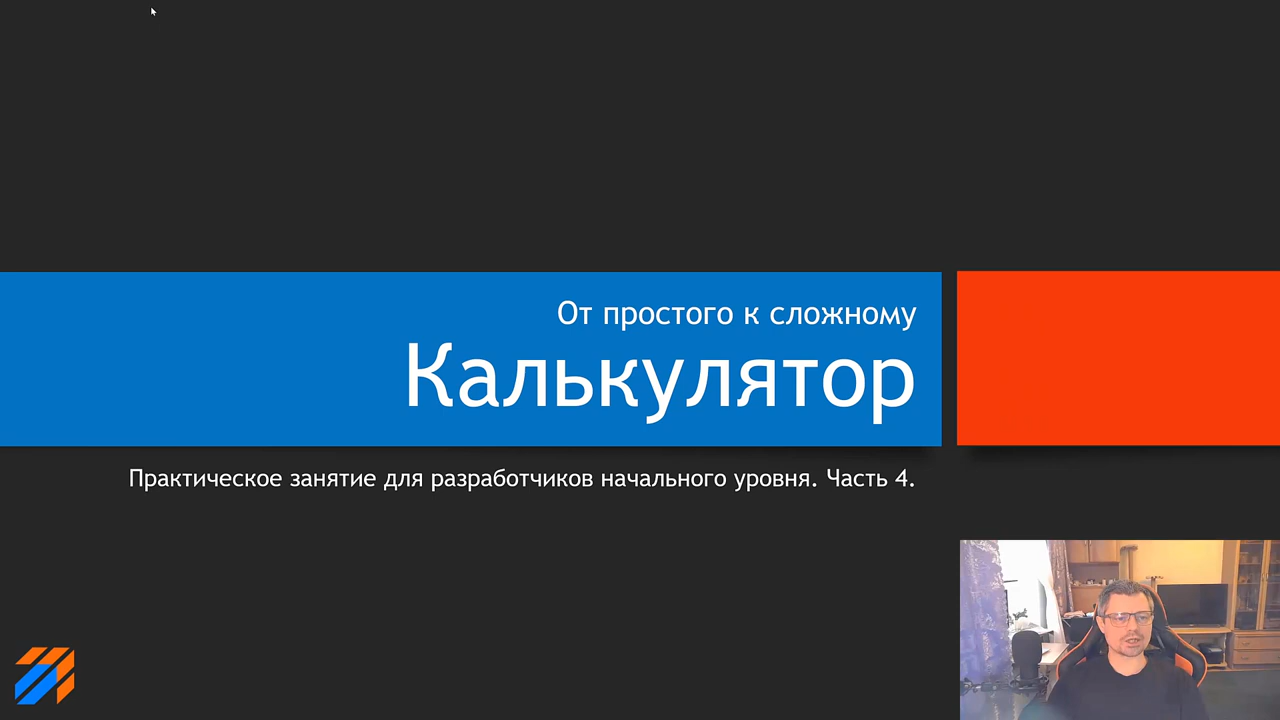 От простого к сложному
Калькулятор
Практическое занятие для разработчиков начального уровня. Часть 4.